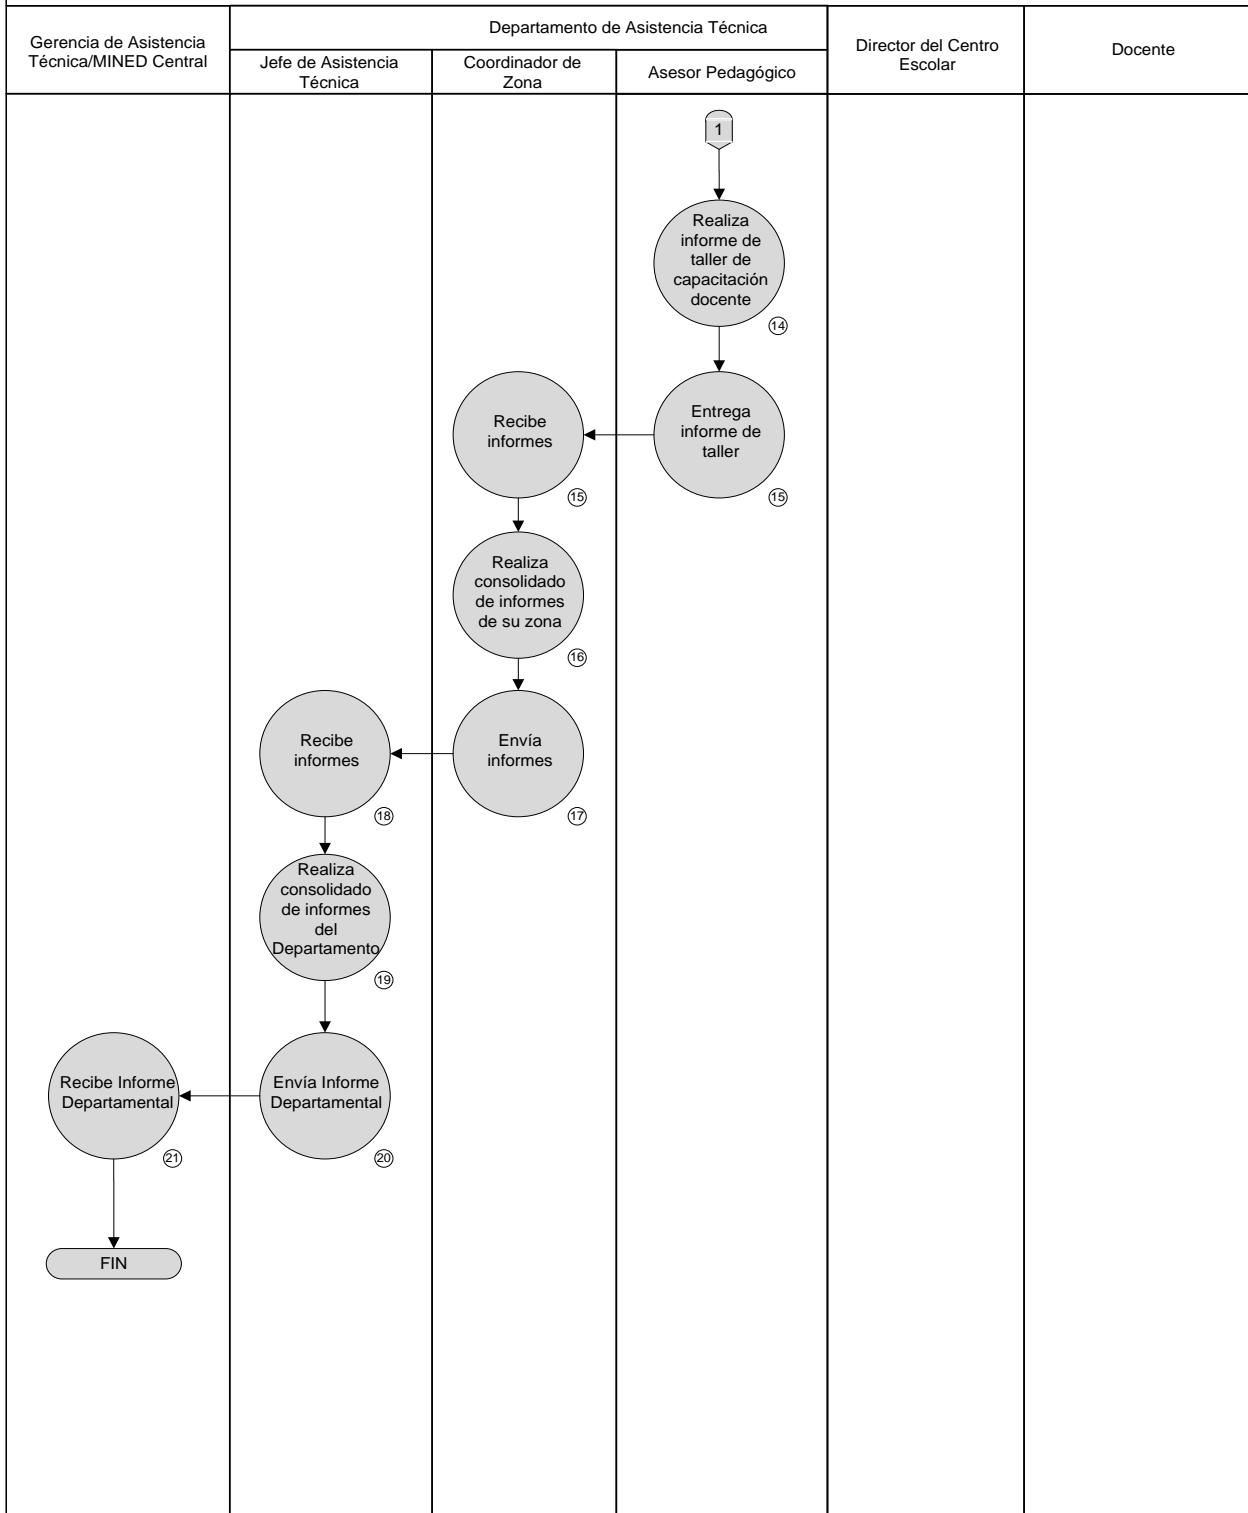 Departamento de Asistencia Técnica
Gerencia de Asistencia
Técnica/MINED Central
Jefe de Asistencia
Técnica
Coordinador de
Zona
Asesor Pedagógico
Director del Centro
Escolar
Docente
1
Realiza
informe de
taller de
capacitación
docente
14
Entrega
informe de
taller
15
Recibe
informes
15
Realiza
consolidado
de informes
de su zona
16
Envía
informes
17
Recibe
informes
18
Realiza
consolidado
de informes
del
Departamento
19
Envía Informe
Departamental
20
Recibe Informe
Departamental
21
FIN